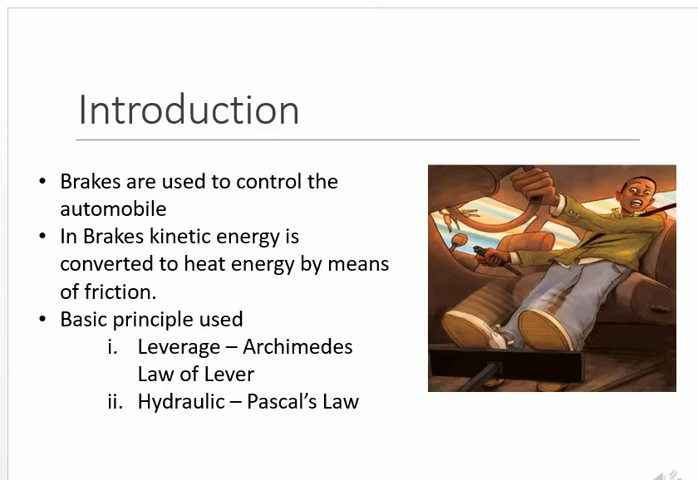 Introduction
• Brakes are used to control the
automobile
• In Brakes kinetic energy is
converted to heat energy by means
of friction.
• Basic principle used
i. Leverage – Archimedes
Law of Lever
ii. Hydraulic – Pascal's Law